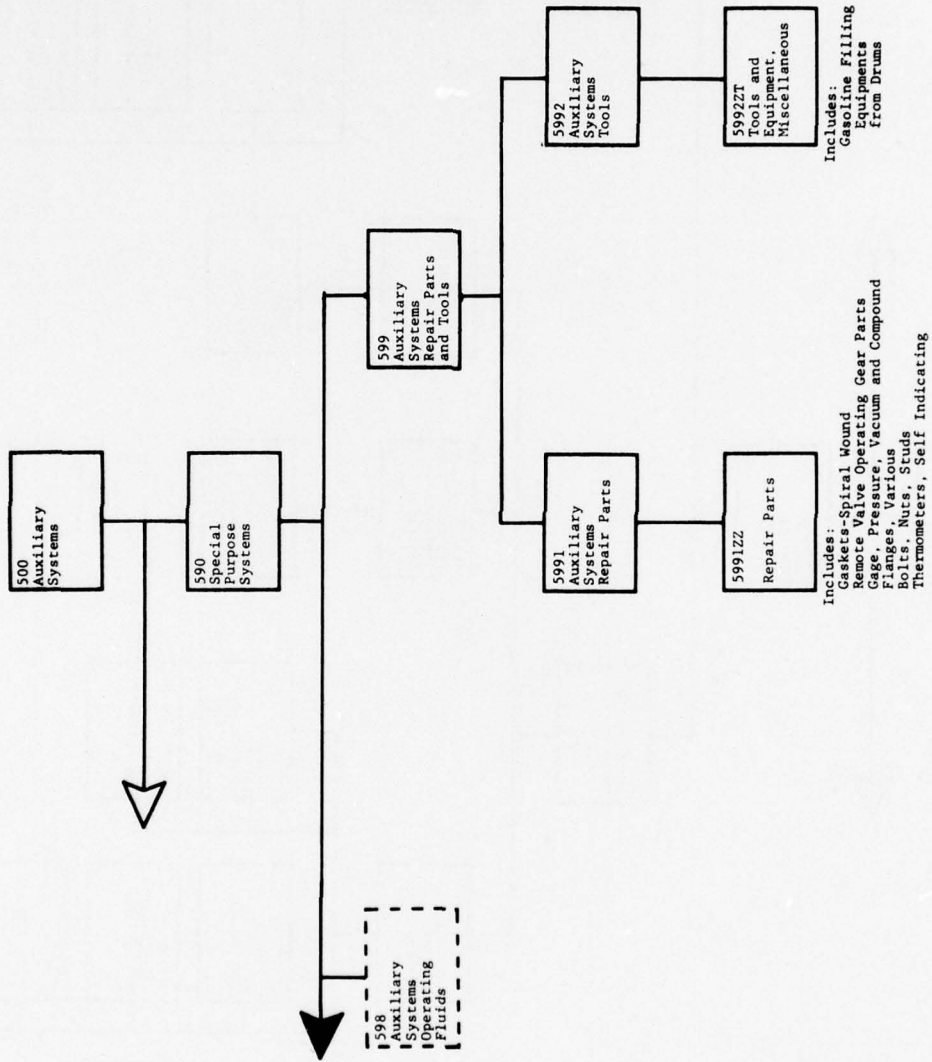 500
Auxiliary
Systems
590
Special
Purpose
Systems
598
Auxiliary
Systems
Operating
Fluids
599
Auxiliary
Systems
Repair Parts
and Tools
5991
Auxiliary
Systems
Repair Parts
5992
Auxiliary
Systems
Tools
5991ZZ
Repair Parts
5992ZT
Tools and
Equipment,
Miscellaneous
Includes:
Gaskets-Spiral Wound
Remote Valve Operating Gear Parts
Gage, Pressure, Vacuum and Compound
Flanges, Various
Bolts, Nuts, Studs
Thermometers, Self Indicating
Includes:
Gasoline Filling
Equipments
from Drums